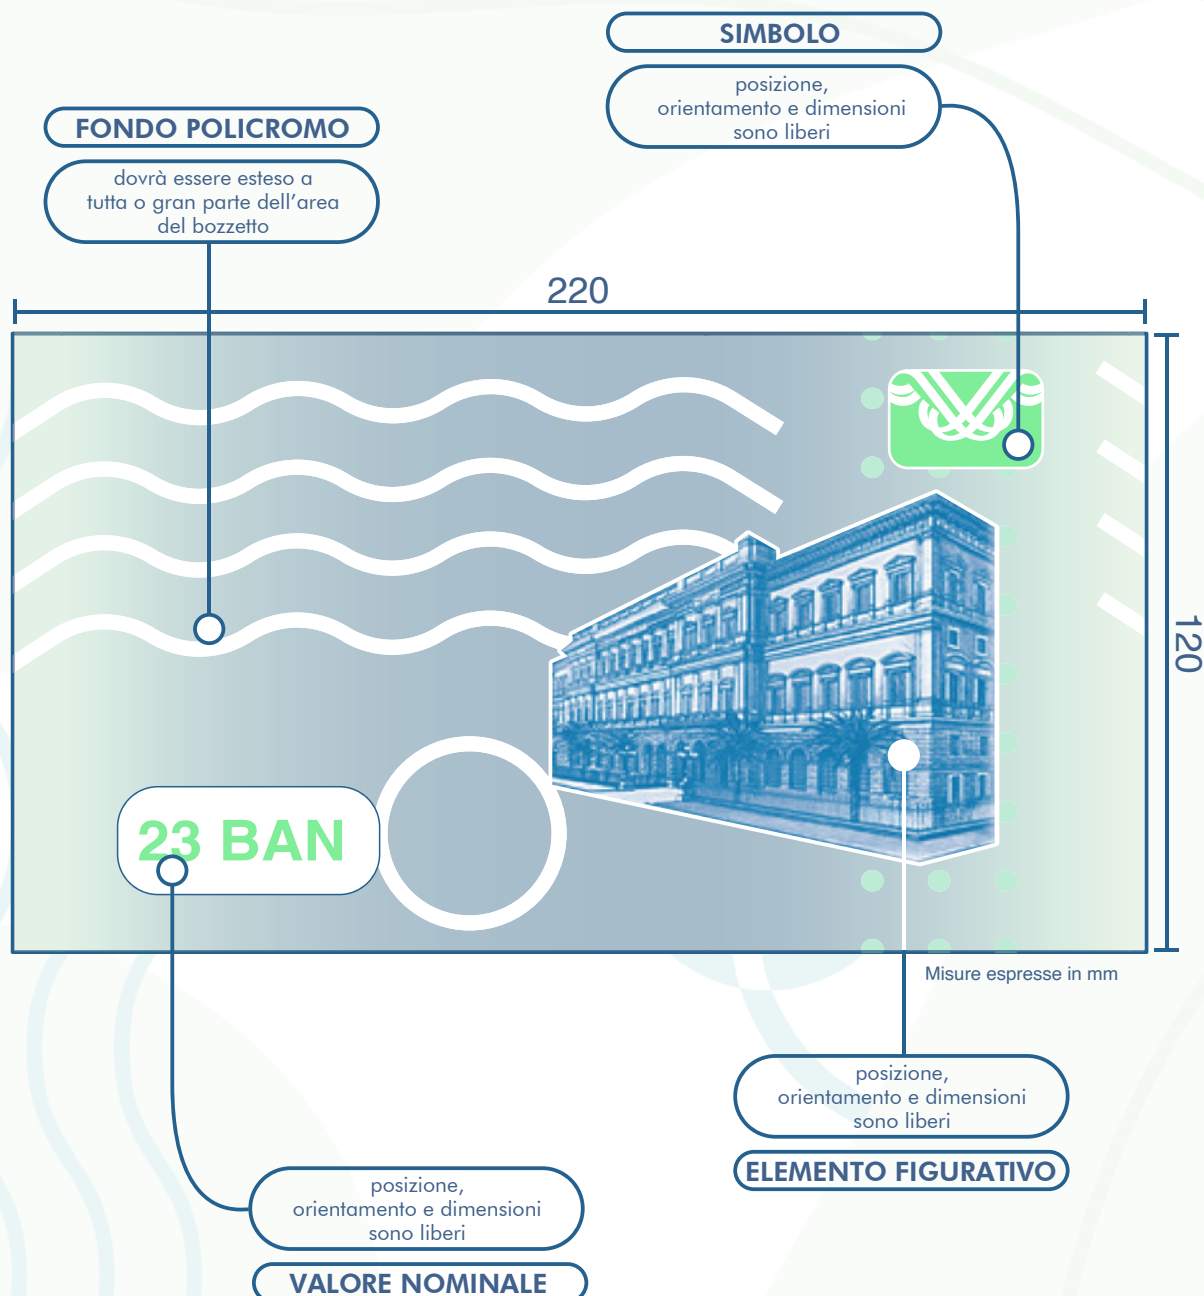 SIMBOLO
posizione,
orientamento e dimensioni
sono liberi
FONDO POLICROMO
dovrà essere esteso a
tutta o gran parte dell'area
del bozzetto
220
120
23 BAN
Misure espresse in mm
posizione,
orientamento e dimensioni
sono liberi
ELEMENTO FIGURATIVO
posizione,
orientamento e dimensioni
sono liberi
VALORE NOMINALE